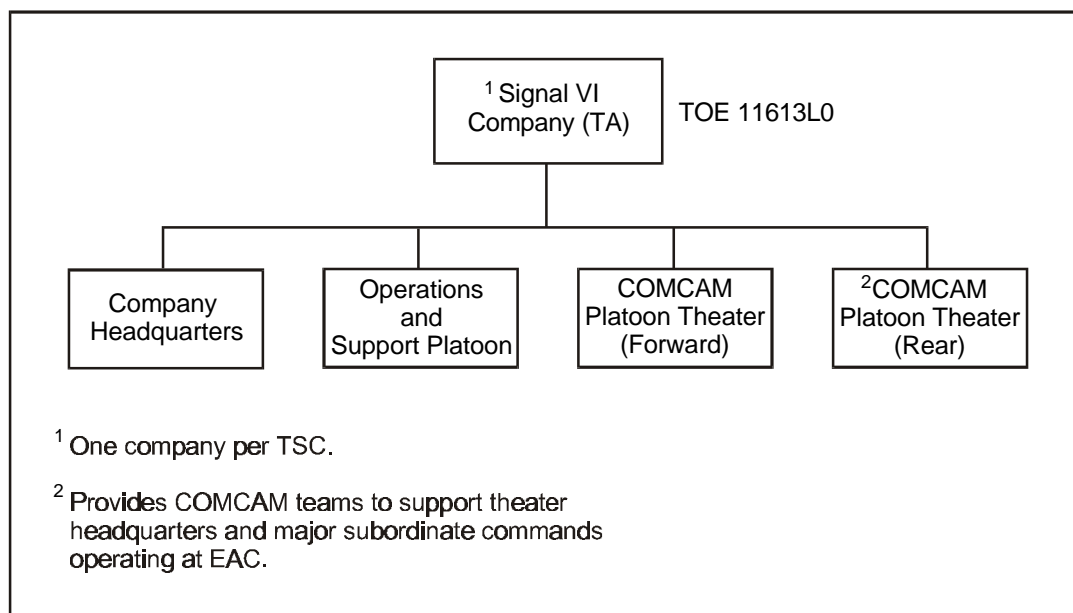 1 Signal VI
Company (TA)
TOE 11613L0
Company
Headquarters
Operations
and
Support Platoon
COMCAM
Platoon Theater
(Forward)
2COMCAM
Platoon Theater
(Rear)
1 One company per TSC.
2 Provides COMCAM teams to support theater
headquarters and major subordinate commands
operating at EAC.